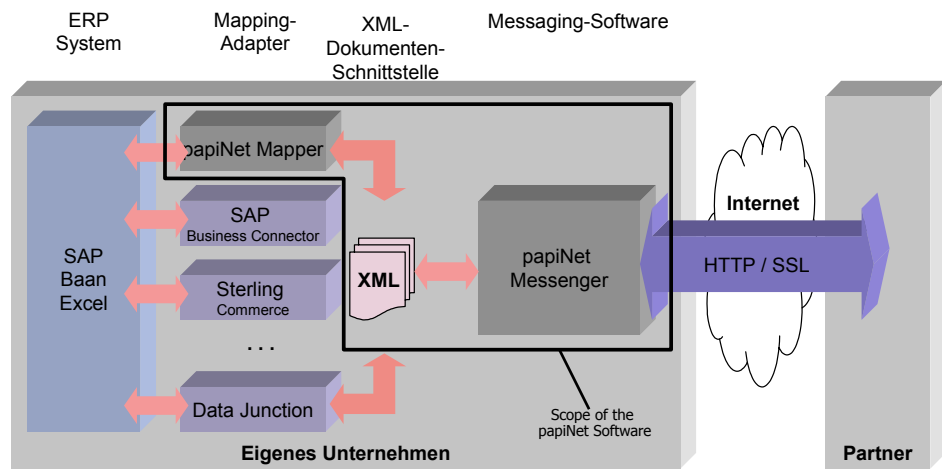 ERP
System
Mapping-
Adapter
XML-
Dokumenten-
Schnittstelle
Messaging-Software
papiNet Mapper
SAP
Business Connector
Sterling
Commerce
. . .
Data Junction
SAP
Baan
Excel
XML
papiNet
Messenger
Internet
HTTP / SSL
Scope of the
papiNet Software
Eigenes Unternehmen
Partner